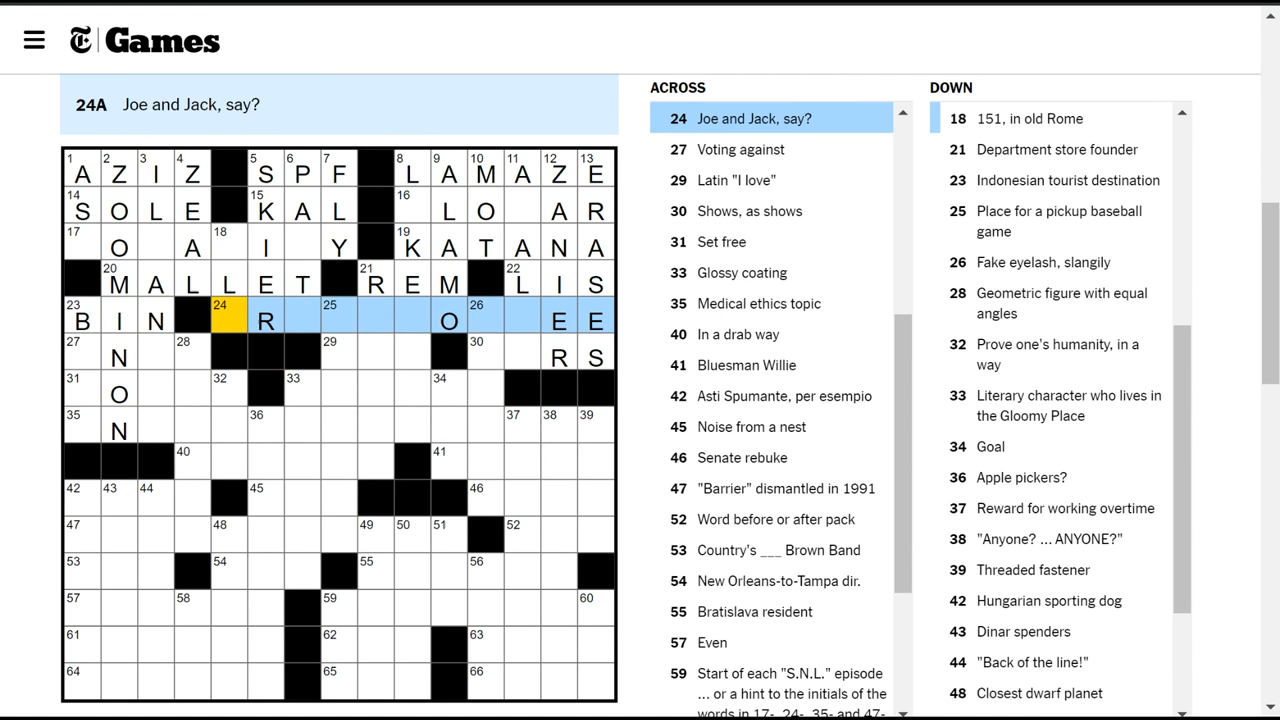 Games
24A Joe and Jack, say?
ACROSS
24 Joe and Jack, say?
27 Voting against
29 Latin "I love"
30 Shows, as shows
31 Set free
33 Glossy coating
35 Medical ethics topic
40 In a drab way
41 Bluesman Willie
42 Asti Spumante, per esempio
45 Noise from a nest
46 Senate rebuke
47 "Barrier" dismantled in 1991
52 Word before or after pack
53 Country's ___ Brown Band
54 New Orleans-to-Tampa dir.
55 Bratislava resident
57 Even
59 Start of each "S.N.L." episode
... or a hint to the initials of the
words in 17-, 24-, 35- and 47-
DOWN
18 151, in old Rome
21 Department store founder
23 Indonesian tourist destination
25 Place for a pickup baseball
game
26 Fake eyelash, slangily
28 Geometric figure with equal
angles
32 Prove one's humanity, in a
way
33 Literary character who lives in
the Gloomy Place
34 Goal
36 Apple pickers?
37 Reward for working overtime
38 "Anyone? ... ANYONE?"
39 Threaded fastener
42 Hungarian sporting dog
43 Dinar spenders
44 "Back of the line!"
48 Closest dwarf planet
1 2 3 4 5 6 7 8 9 10 11 12 13
A Z I Z S P F L A M A Z E
14 15 16
S O L E K A L L O A R
17 18 19
O A I Y K A T A N A
20 21 22
M A L L E T R E M L I S
23 24 25 26
B I N R O E E
27 28 29 30
N R S
31 32 33 34
O
35 36 37 38 39
N
40 41
42 43 44 45 46
47 48 49 50 51 52
53 54 55 56
57 58 59 60
61 62 63
64 65 66